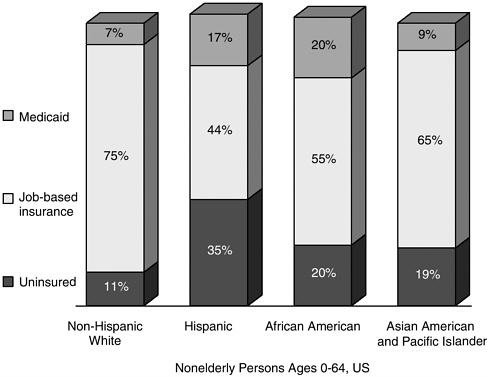 7%
17%
20%
9%
Medicaid
75%
44%
55%
65%
Job-based
insurance
Uninsured
11%
35%
20%
19%
Non-Hispanic
White
Hispanic
African American
Asian American
and Pacific Islander
Nonelderly Persons Ages 0-64, US